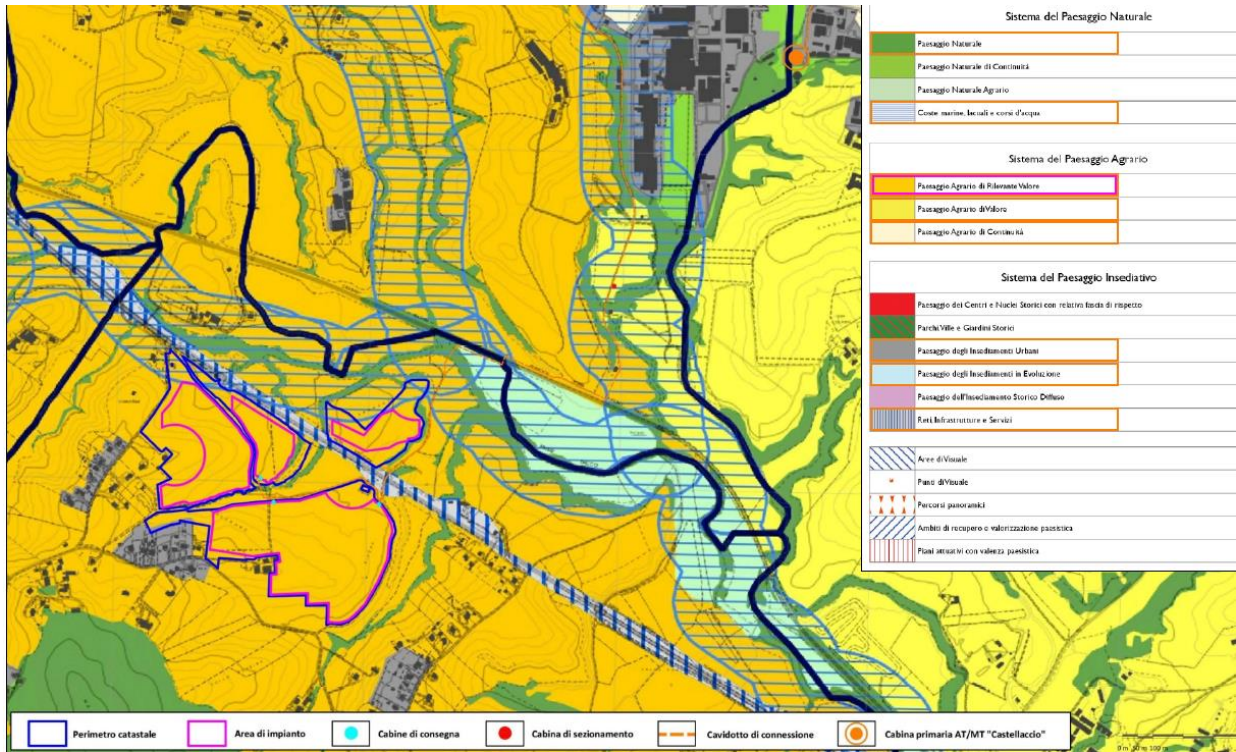 Sistema del Paesaggio Naturale
Paesaggio Naturale
Paesaggio Naturale di Continuità
Paesaggio Naturale Agrario
Coste marine, lacuali e corsi d'acqua
Sistema del Paesaggio Agrario
Paesaggio Agrario di Rilevante Valore
Paesaggio Agrario di Valore
Paesaggio Agrario di Continuità
Sistema del Paesaggio Insediativo
Paesaggio dei Centri e Nuclei Storici con relativa fascia di rispetto
Parchi, Ville e Giardini Storici
Paesaggio degli Insediamenti Urbani
Paesaggio degli Insediamenti in Evoluzione
Paesaggio dell'Insediamento Storico Diffuso
Reti, Infrastrutture e Servizi
Aree di Visuale
Punti di Visuale
Percorsi panoramici
Ambiti di recupero e valorizzazione paesistica
Piani attuativi con valenza paesistica
0 m 50 m 100 m
Perimetro catastale
Area di impianto
Cabine di consegna
Cabina di sezionamento
Cavidotto di connessione
Cabina primaria AT/MT "Castellaccio"